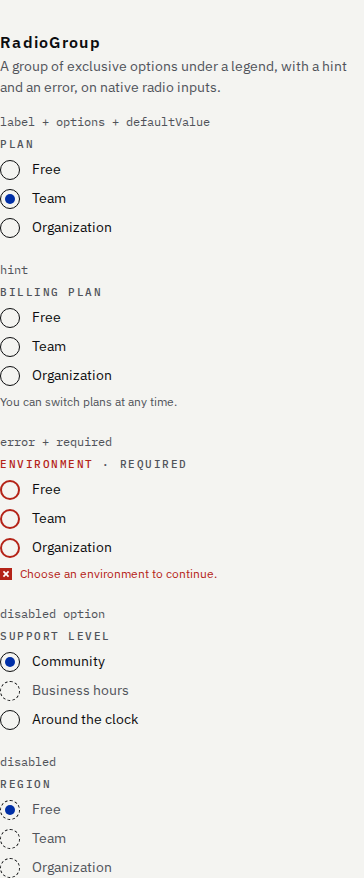 RadioGroup
A group of exclusive options under a legend, with a hint
and an error, on native radio inputs.
label + options + defaultValue
PLAN
Free
Team
Organization
hint
BILLING PLAN
Free
Team
Organization
You can switch plans at any time.
error + required
ENVIRONMENT · REQUIRED
Free
Team
Organization
Choose an environment to continue.
disabled option
SUPPORT LEVEL
Community
Business hours
Around the clock
disabled
REGION
Free
Team
Organization